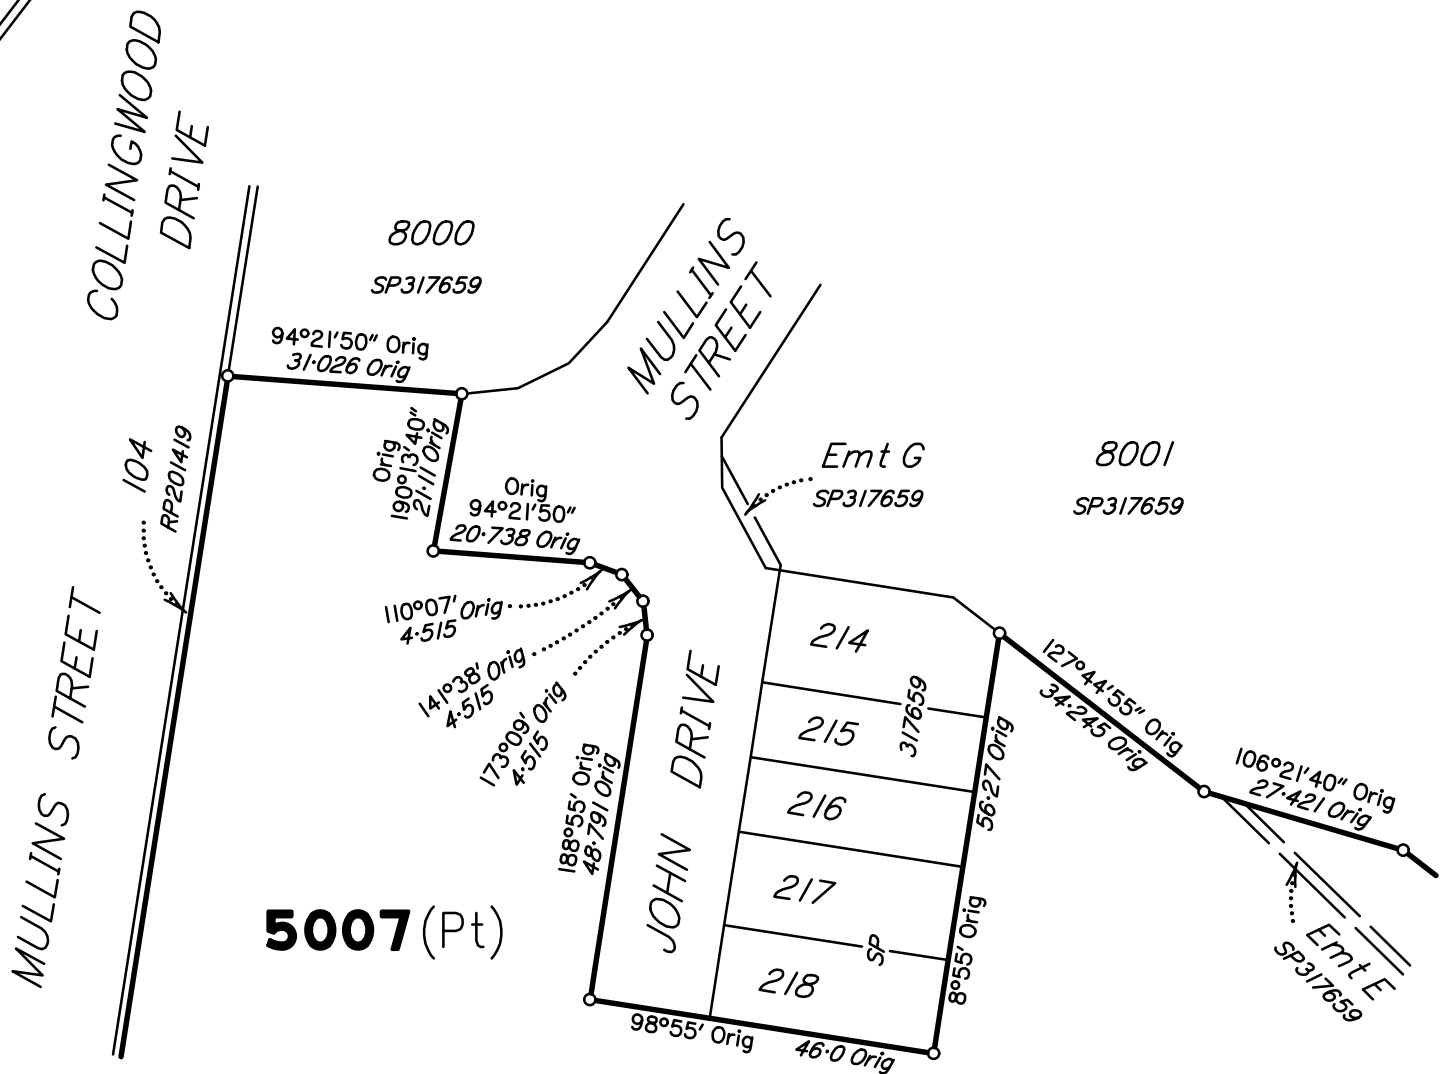 COLLINGWOOD
DRIVE
8000
SP317659
MULLINS
STREET
94°21'50" Orig
31·026 Orig
104
RP201419
Orig
190°13'40"
21·11 Orig
Orig
94°21'50"
20·738 Orig
Emt G
SP317659
8001
SP317659
110°07' Orig
4·515
141°38' Orig
4·515
173°09' Orig
4·515
188°55' Orig
48·791 Orig
MULLINS STREET
JOHN DRIVE
214
215
216
217
218
SP 317659
56·27 Orig
8°55' Orig
127°44'55" Orig
34·245 Orig
106°21'40" Orig
27·421 Orig
Emt E
SP317659
5007(Pt)
98°55' Orig
46·0 Orig